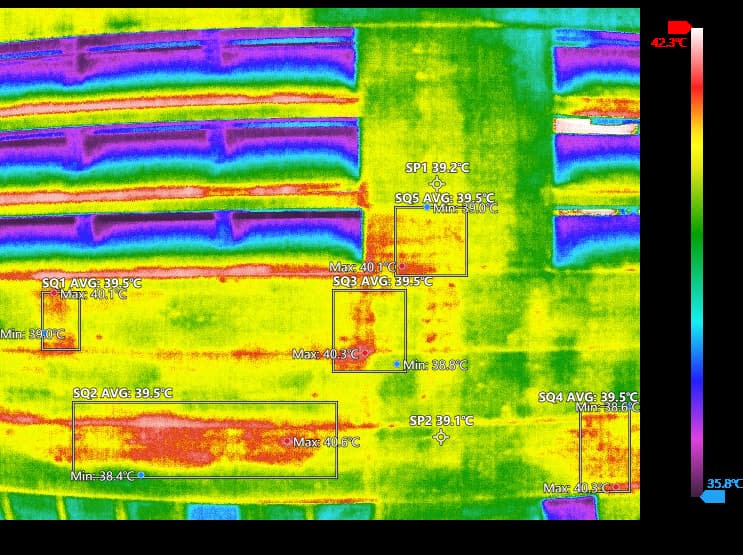 42.3℃
SP1 39.2℃
SQ5 AVG: 39.5℃
Min: 39.0℃
Max: 40.1℃
SQ1 AVG: 39.5℃
SQ3 AVG: 39.5℃
Max: 40.1℃
Min: 39.0℃
Max: 40.3℃
Min: 38.8℃
SQ2 AVG: 39.5℃
SQ4 AVG: 39.5℃
Min: 38.6℃
SP2 39.1℃
Max: 40.6℃
Min: 38.4℃
Max: 40.3℃
35.8℃